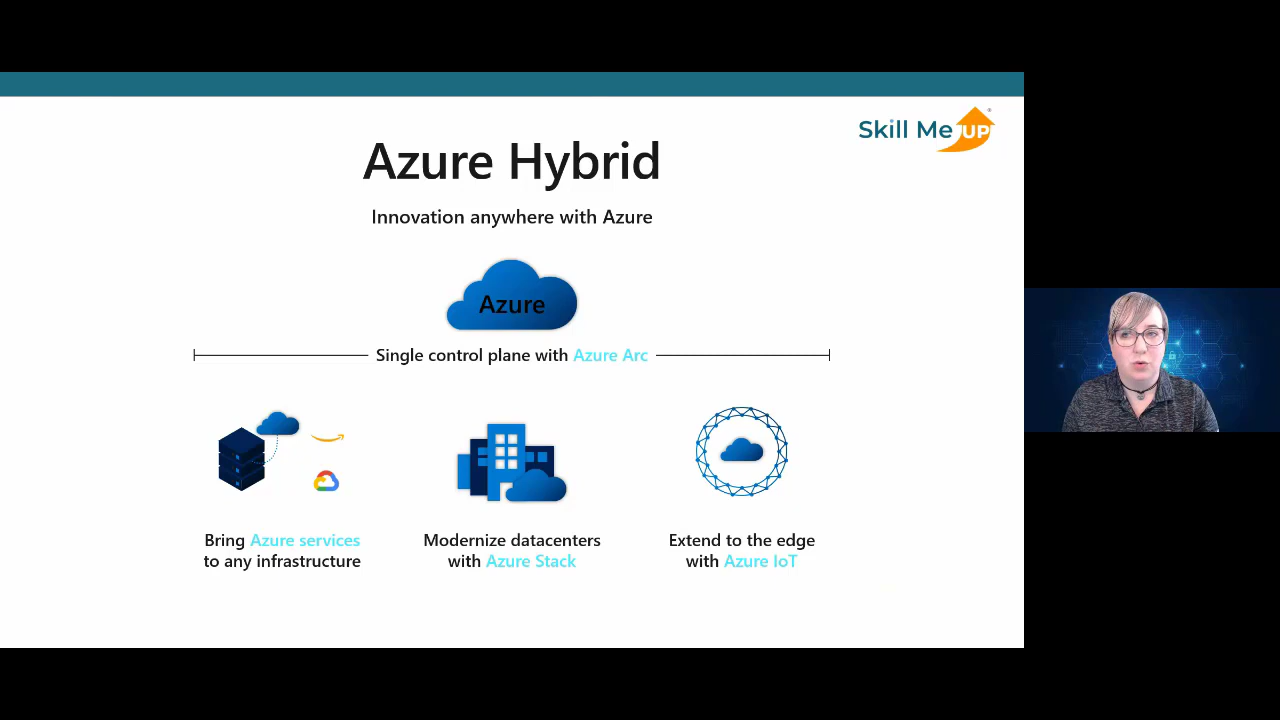 Skill Me UP®
Azure Hybrid
Innovation anywhere with Azure
Azure
Single control plane with Azure Arc
Bring Azure services
to any infrastructure
Modernize datacenters
with Azure Stack
Extend to the edge
with Azure IoT